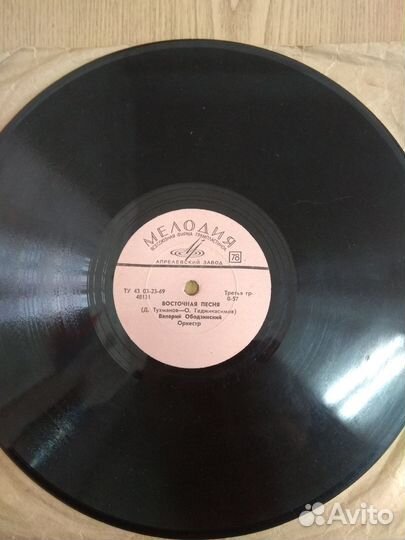 МЕЛОДИЯ
ВСЕСОЮЗНАЯ ФИРМА ГРАМПЛАСТИНОК
АПРЕЛЕВСКИЙ ЗАВОД
78
ТУ 43 03-23-69 Третья гр.
48131 0-57
ВОСТОЧНАЯ ПЕСНЯ
(Д. Тухманов—О. Гаджикасимов)
Валерий Ободзинский
Оркестр
Avito